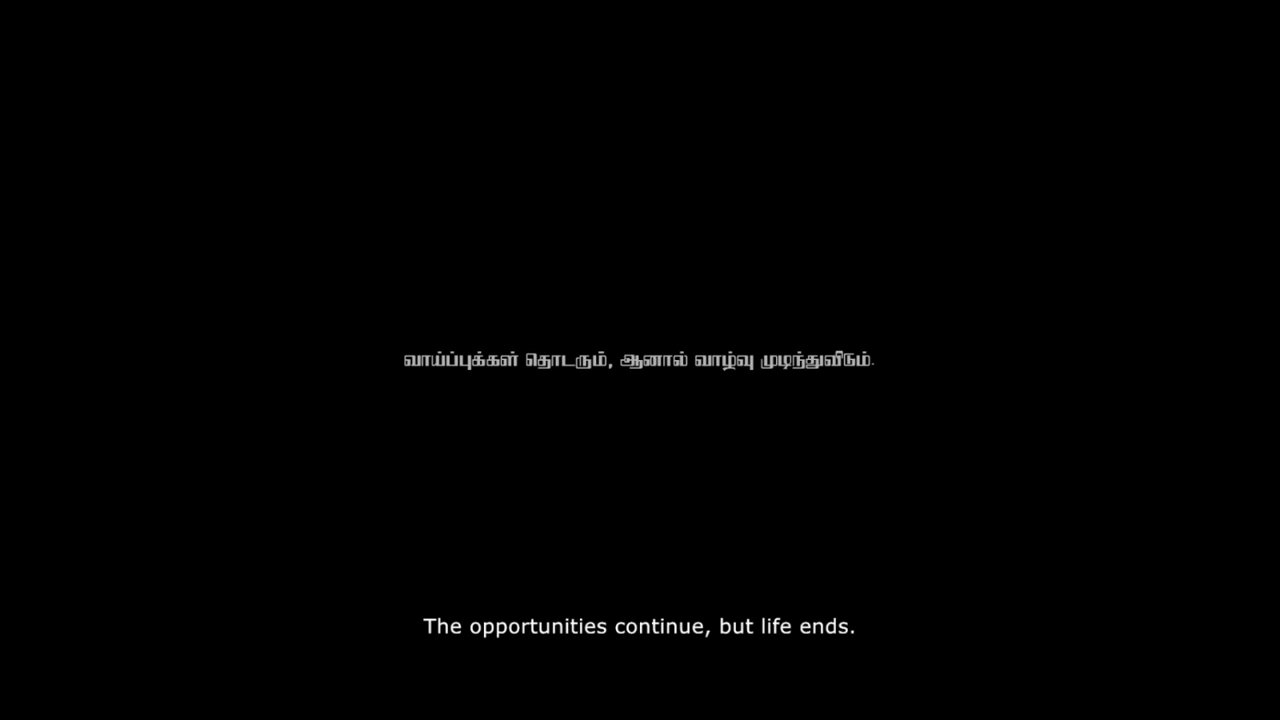 வாய்ப்புக்கள் தொடரும், ஆனால் வாழ்வு முடிந்துவிடும்.
The opportunities continue, but life ends.